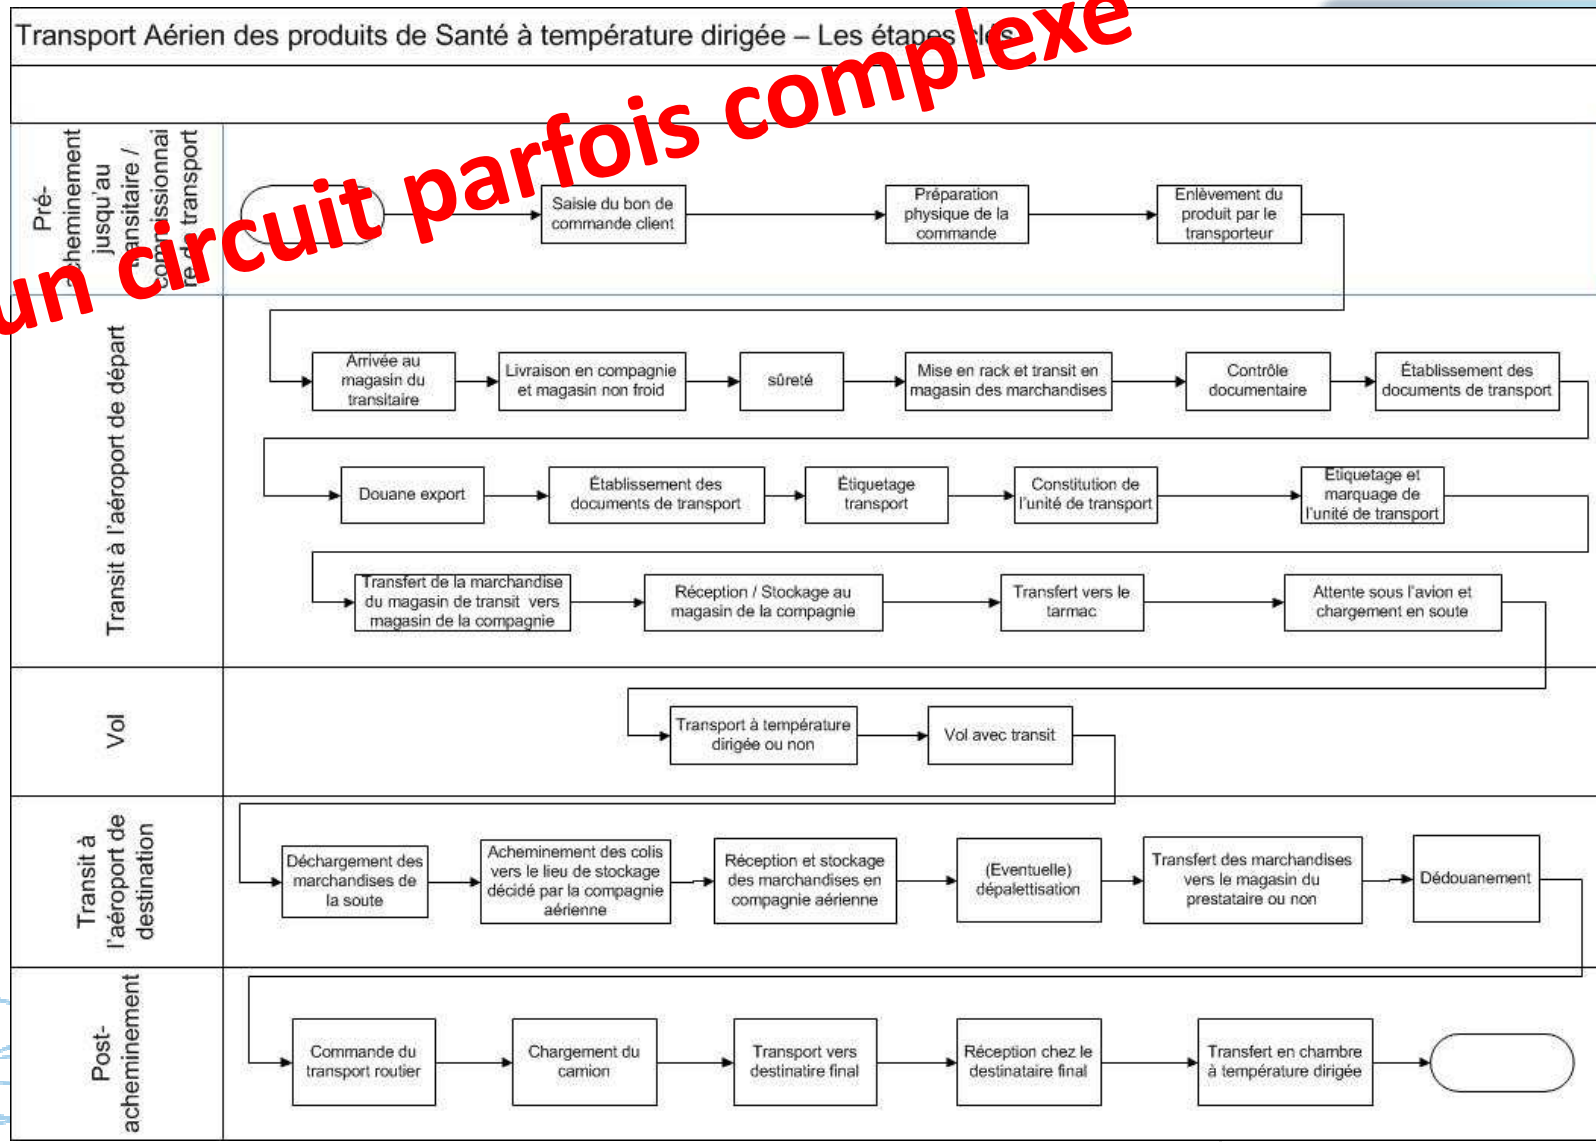 Transport Aérien des produits de Santé à température dirigée – Les étapes clés
un circuit parfois complexe
Pré-
acheminement
jusqu'au
transitaire /
commissionnai
re de transport
Saisie du bon de
commande client
Préparation
physique de la
commande
Enlèvement du
produit par le
transporteur
Transit à l'aéroport de départ
Arrivée au
magasin du
transitaire
Livraison en compagnie
et magasin non froid
sûreté
Mise en rack et transit en
magasin des marchandises
Contrôle
documentaire
Établissement des
documents de transport
Douane export
Établissement des
documents de transport
Étiquetage
transport
Constitution de
l'unité de transport
Etiquetage et
marquage de
l'unité de transport
Transfert de la marchandise
du magasin de transit vers
magasin de la compagnie
Réception / Stockage au
magasin de la compagnie
Transfert vers le
tarmac
Attente sous l'avion et
chargement en soute
Vol
Transport à température
dirigée ou non
Vol avec transit
Transit à
l'aéroport de
destination
Déchargement des
marchandises de
la soute
Acheminement des colis
vers le lieu de stockage
décidé par la compagnie
aérienne
Réception et stockage
des marchandises en
compagnie aérienne
(Eventuelle)
dépalettisation
Transfert des marchandises
vers le magasin du
prestataire ou non
Dédouanement
Post-
acheminement
Commande du
transport routier
Chargement du
camion
Transport vers
destinatire final
Réception chez le
destinataire final
Transfert en chambre
à température dirigée